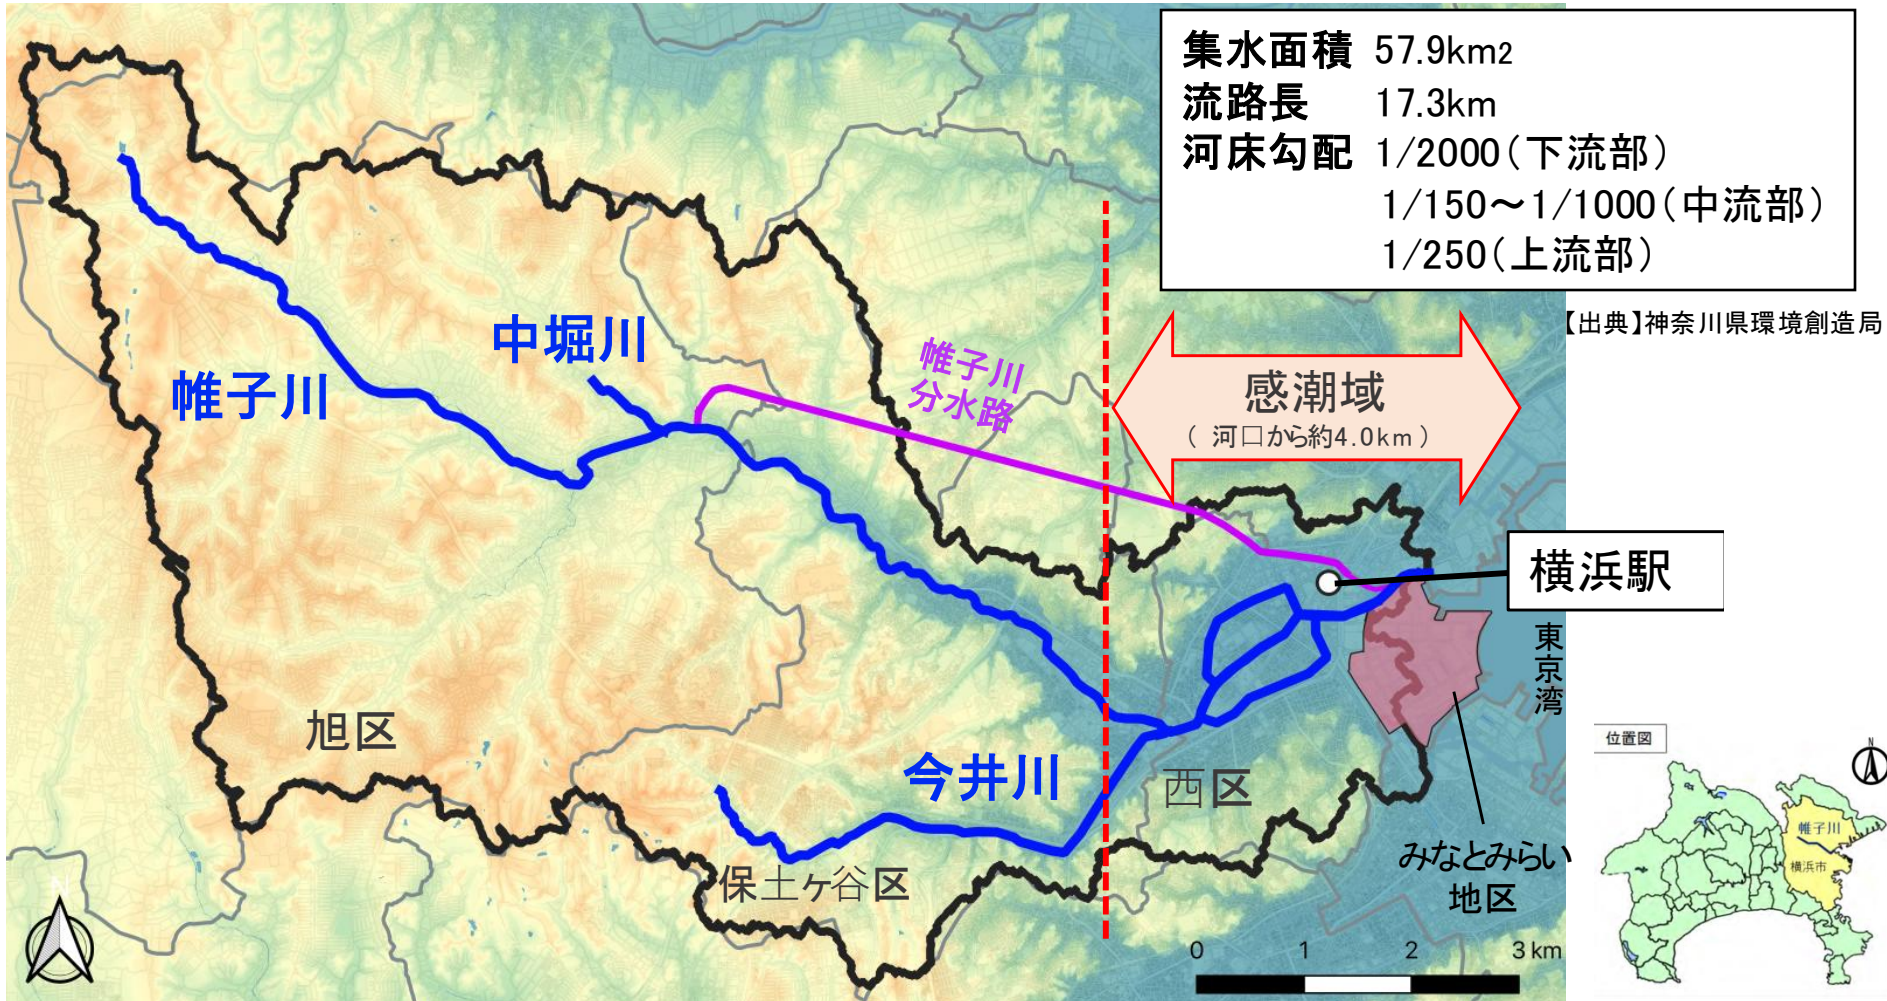 集水面積 57.9km2
流路長 17.3km
河床勾配 1/2000(下流部)
1/150～1/1000(中流部)
1/250(上流部)
【出典】神奈川県環境創造局
中堀川
帷子川
帷子川
分水路
感潮域
( 河口から約4.0km )
横浜駅
東京湾
旭区
今井川
西区
保土ヶ谷区
みなとみらい
地区
0 1 2 3 km
N
位置図
N
帷子川
横浜市